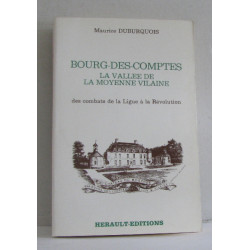 Maurice DUBURQUOIS
BOURG-DES-COMPTES
LA VALLEE DE
LA MOYENNE VILAINE
des combats de la Ligue à la Révolution
HERAULT-EDITIONS